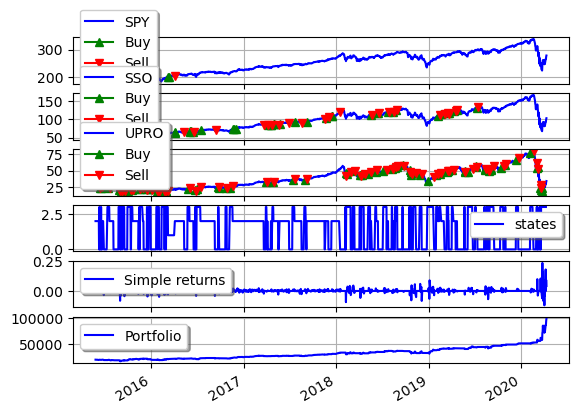 SPY
Buy
Sell
300
200
SSO
Buy
Sell
150
100
50
UPRO
Buy
Sell
75
50
25
2.5
0.0
states
0.25
0.00
Simple returns
100000
50000
Portfolio
2016
2017
2018
2019
2020